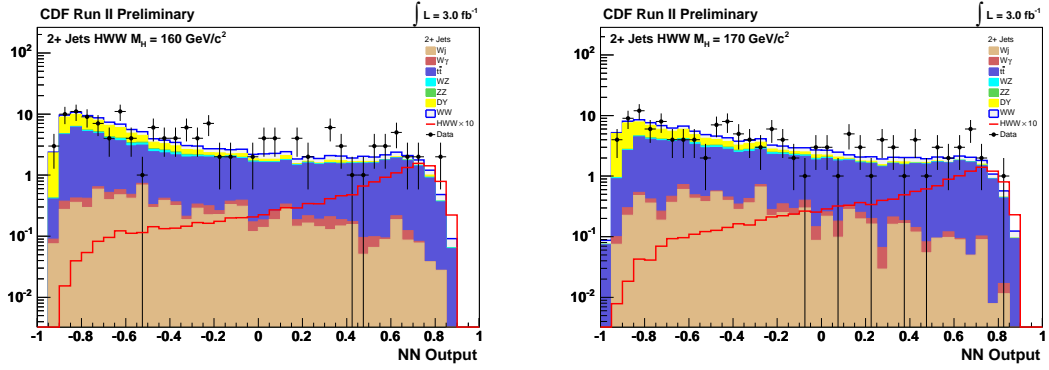 CDF Run II Preliminary
∫ L = 3.0 fb⁻¹
2+ Jets HWW M_H = 160 GeV/c²
2+ Jets
Wj
Wγ
tt̄
WZ
ZZ
DY
WW
HWW×10
Data
10²
10
1
10⁻¹
10⁻²
-1 -0.8 -0.6 -0.4 -0.2 0 0.2 0.4 0.6 0.8 1
NN Output
CDF Run II Preliminary
∫ L = 3.0 fb⁻¹
2+ Jets HWW M_H = 170 GeV/c²
2+ Jets
Wj
Wγ
tt̄
WZ
ZZ
DY
WW
HWW×10
Data
10²
10
1
10⁻¹
10⁻²
-1 -0.8 -0.6 -0.4 -0.2 0 0.2 0.4 0.6 0.8 1
NN Output